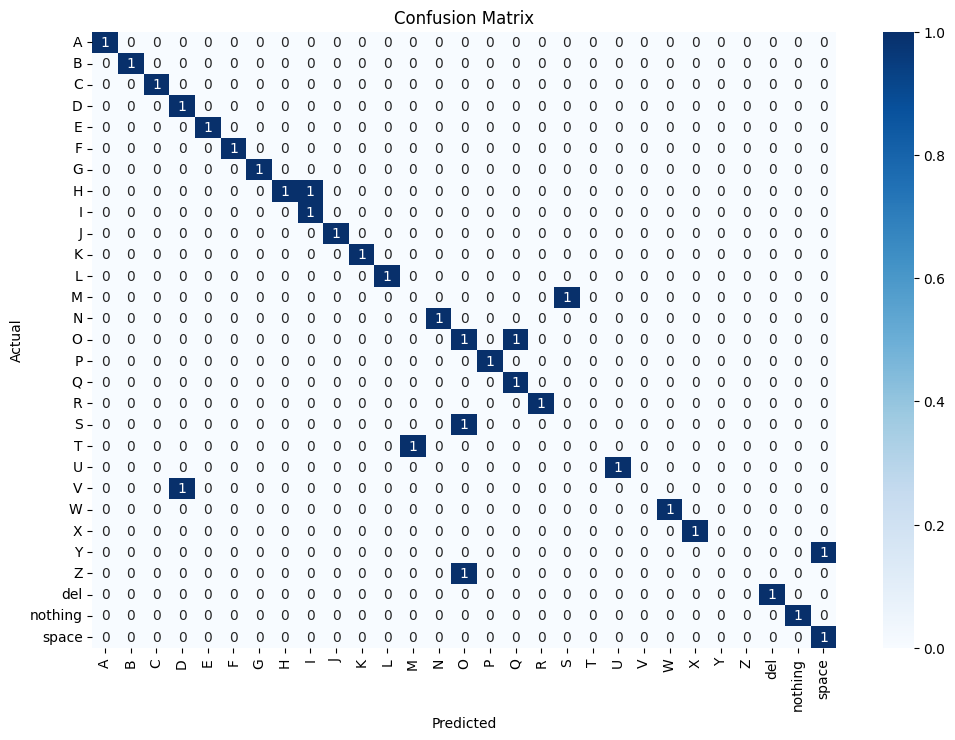 Confusion Matrix
A 1 0 0 0 0 0 0 0 0 0 0 0 0 0 0 0 0 0 0 0 0 0 0 0 0 0 0 0 0
B 0 1 0 0 0 0 0 0 0 0 0 0 0 0 0 0 0 0 0 0 0 0 0 0 0 0 0 0 0
C 0 0 1 0 0 0 0 0 0 0 0 0 0 0 0 0 0 0 0 0 0 0 0 0 0 0 0 0 0
D 0 0 0 1 0 0 0 0 0 0 0 0 0 0 0 0 0 0 0 0 0 0 0 0 0 0 0 0 0
E 0 0 0 0 1 0 0 0 0 0 0 0 0 0 0 0 0 0 0 0 0 0 0 0 0 0 0 0 0
F 0 0 0 0 0 1 0 0 0 0 0 0 0 0 0 0 0 0 0 0 0 0 0 0 0 0 0 0 0
G 0 0 0 0 0 0 1 0 0 0 0 0 0 0 0 0 0 0 0 0 0 0 0 0 0 0 0 0 0
H 0 0 0 0 0 0 0 1 1 0 0 0 0 0 0 0 0 0 0 0 0 0 0 0 0 0 0 0 0
I 0 0 0 0 0 0 0 0 1 0 0 0 0 0 0 0 0 0 0 0 0 0 0 0 0 0 0 0 0
J 0 0 0 0 0 0 0 0 0 1 0 0 0 0 0 0 0 0 0 0 0 0 0 0 0 0 0 0 0
K 0 0 0 0 0 0 0 0 0 0 1 0 0 0 0 0 0 0 0 0 0 0 0 0 0 0 0 0 0
L 0 0 0 0 0 0 0 0 0 0 0 1 0 0 0 0 0 0 0 0 0 0 0 0 0 0 0 0 0
M 0 0 0 0 0 0 0 0 0 0 0 0 0 0 0 0 0 0 1 0 0 0 0 0 0 0 0 0 0
N 0 0 0 0 0 0 0 0 0 0 0 0 0 1 0 0 0 0 0 0 0 0 0 0 0 0 0 0 0
O 0 0 0 0 0 0 0 0 0 0 0 0 0 0 1 0 1 0 0 0 0 0 0 0 0 0 0 0 0
P 0 0 0 0 0 0 0 0 0 0 0 0 0 0 0 1 0 0 0 0 0 0 0 0 0 0 0 0 0
Q 0 0 0 0 0 0 0 0 0 0 0 0 0 0 0 0 1 0 0 0 0 0 0 0 0 0 0 0 0
R 0 0 0 0 0 0 0 0 0 0 0 0 0 0 0 0 0 1 0 0 0 0 0 0 0 0 0 0 0
S 0 0 0 0 0 0 0 0 0 0 0 0 0 0 1 0 0 0 0 0 0 0 0 0 0 0 0 0 0
T 0 0 0 0 0 0 0 0 0 0 0 0 1 0 0 0 0 0 0 0 0 0 0 0 0 0 0 0 0
U 0 0 0 0 0 0 0 0 0 0 0 0 0 0 0 0 0 0 0 0 1 0 0 0 0 0 0 0 0
V 0 0 0 1 0 0 0 0 0 0 0 0 0 0 0 0 0 0 0 0 0 0 0 0 0 0 0 0 0
W 0 0 0 0 0 0 0 0 0 0 0 0 0 0 0 0 0 0 0 0 0 0 1 0 0 0 0 0 0
X 0 0 0 0 0 0 0 0 0 0 0 0 0 0 0 0 0 0 0 0 0 0 0 1 0 0 0 0 0
Y 0 0 0 0 0 0 0 0 0 0 0 0 0 0 0 0 0 0 0 0 0 0 0 0 0 0 0 0 1
Z 0 0 0 0 0 0 0 0 0 0 0 0 0 0 1 0 0 0 0 0 0 0 0 0 0 0 0 0 0
del 0 0 0 0 0 0 0 0 0 0 0 0 0 0 0 0 0 0 0 0 0 0 0 0 0 0 1 0 0
nothing 0 0 0 0 0 0 0 0 0 0 0 0 0 0 0 0 0 0 0 0 0 0 0 0 0 0 0 1 0
space 0 0 0 0 0 0 0 0 0 0 0 0 0 0 0 0 0 0 0 0 0 0 0 0 0 0 0 0 1
A B C D E F G H I J K L M N O P Q R S T U V W X Y Z del nothing space
Predicted
Actual
1.0
0.8
0.6
0.4
0.2
0.0